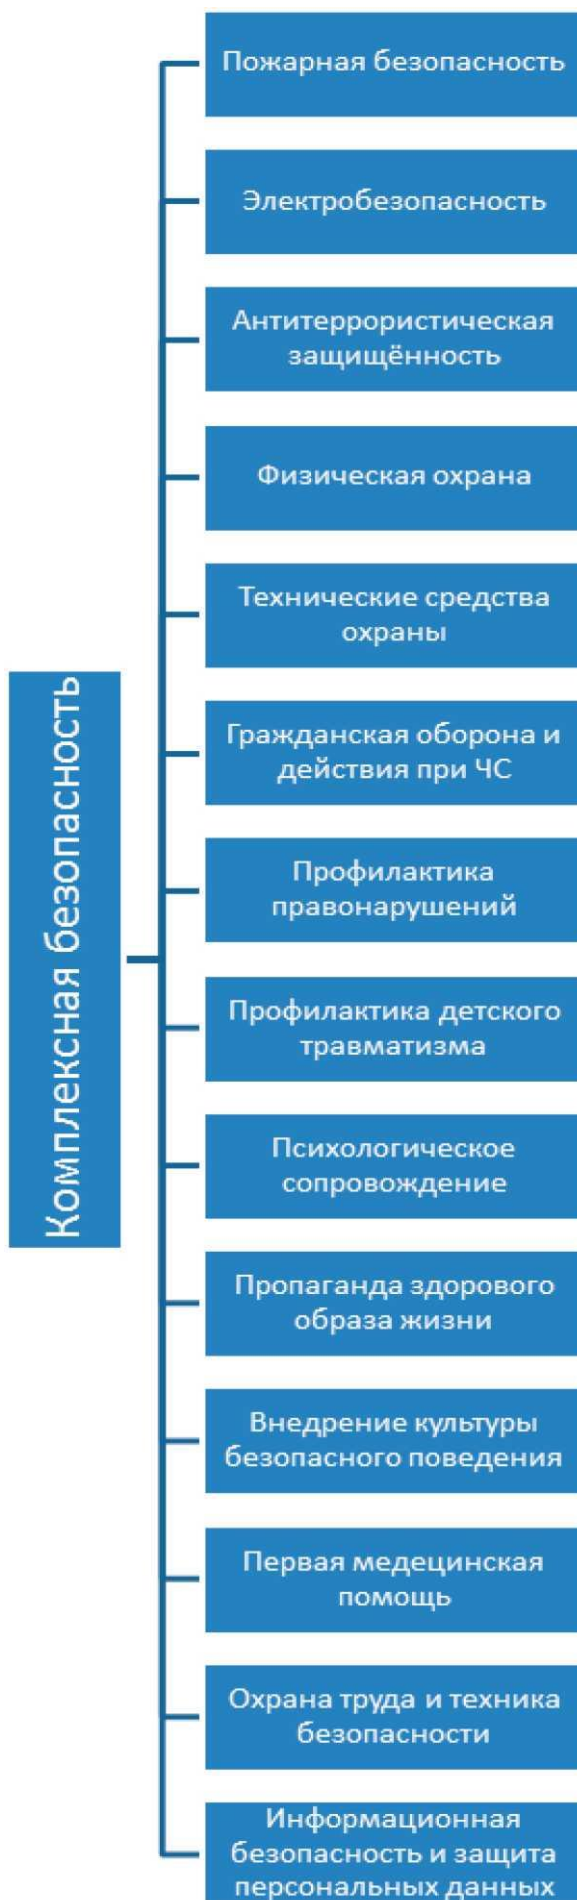 Комплексная безопасность
Пожарная безопасность
Электробезопасность
Антитеррористическая
защищённость
Физическая охрана
Технические средства
охраны
Гражданская оборона и
действия при ЧС
Профилактика
правонарушений
Профилактика детского
травматизма
Психологическое
сопровождение
Пропаганда здорового
образа жизни
Внедрение культуры
безопасного поведения
Первая медецинская
помощь
Охрана труда и техника
безопасности
Информационная
безопасность и защита
персональных данных